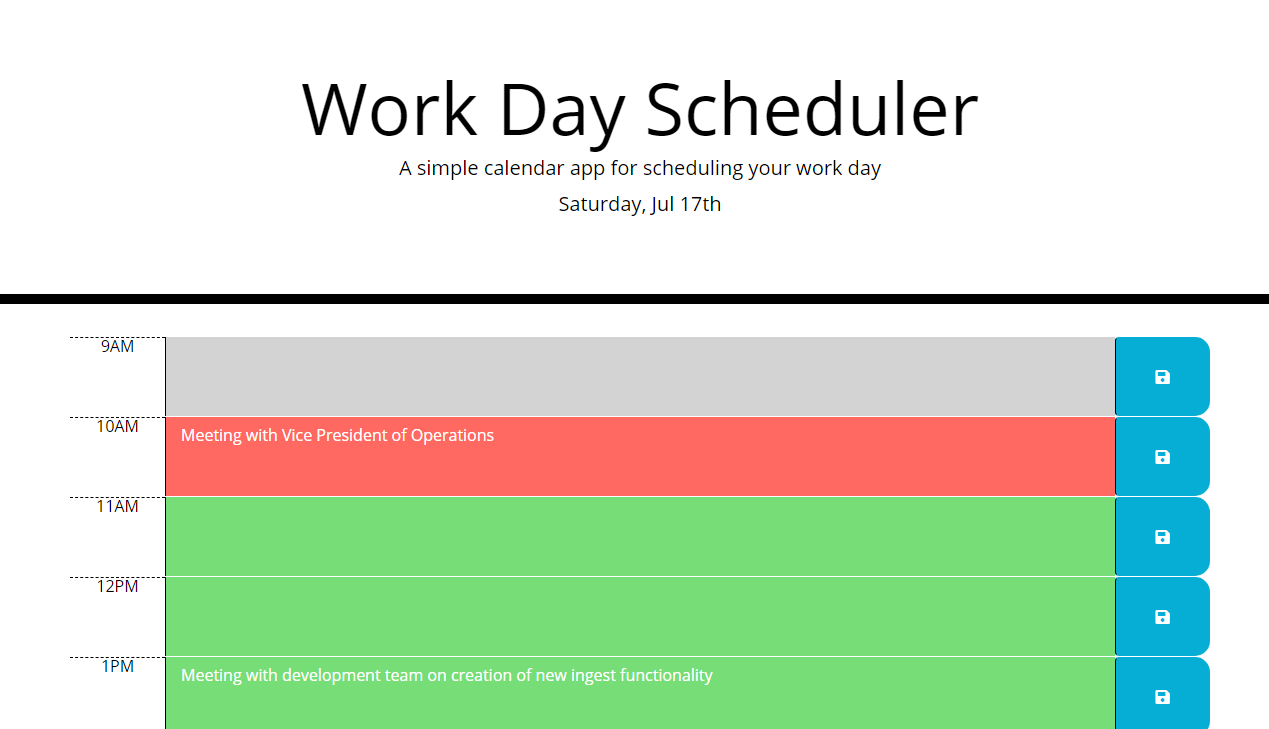 Work Day Scheduler
A simple calendar app for scheduling your work day
Saturday, Jul 17th
9AM
10AM Meeting with Vice President of Operations
11AM
12PM
1PM Meeting with development team on creation of new ingest functionality